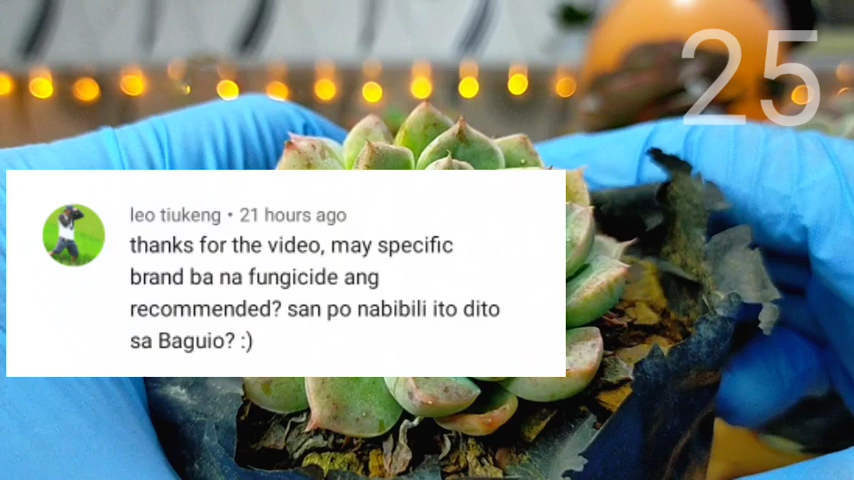 25
leo tiukeng • 21 hours ago
thanks for the video, may specific
brand ba na fungicide ang
recommended? san po nabibili ito dito
sa Baguio? :)